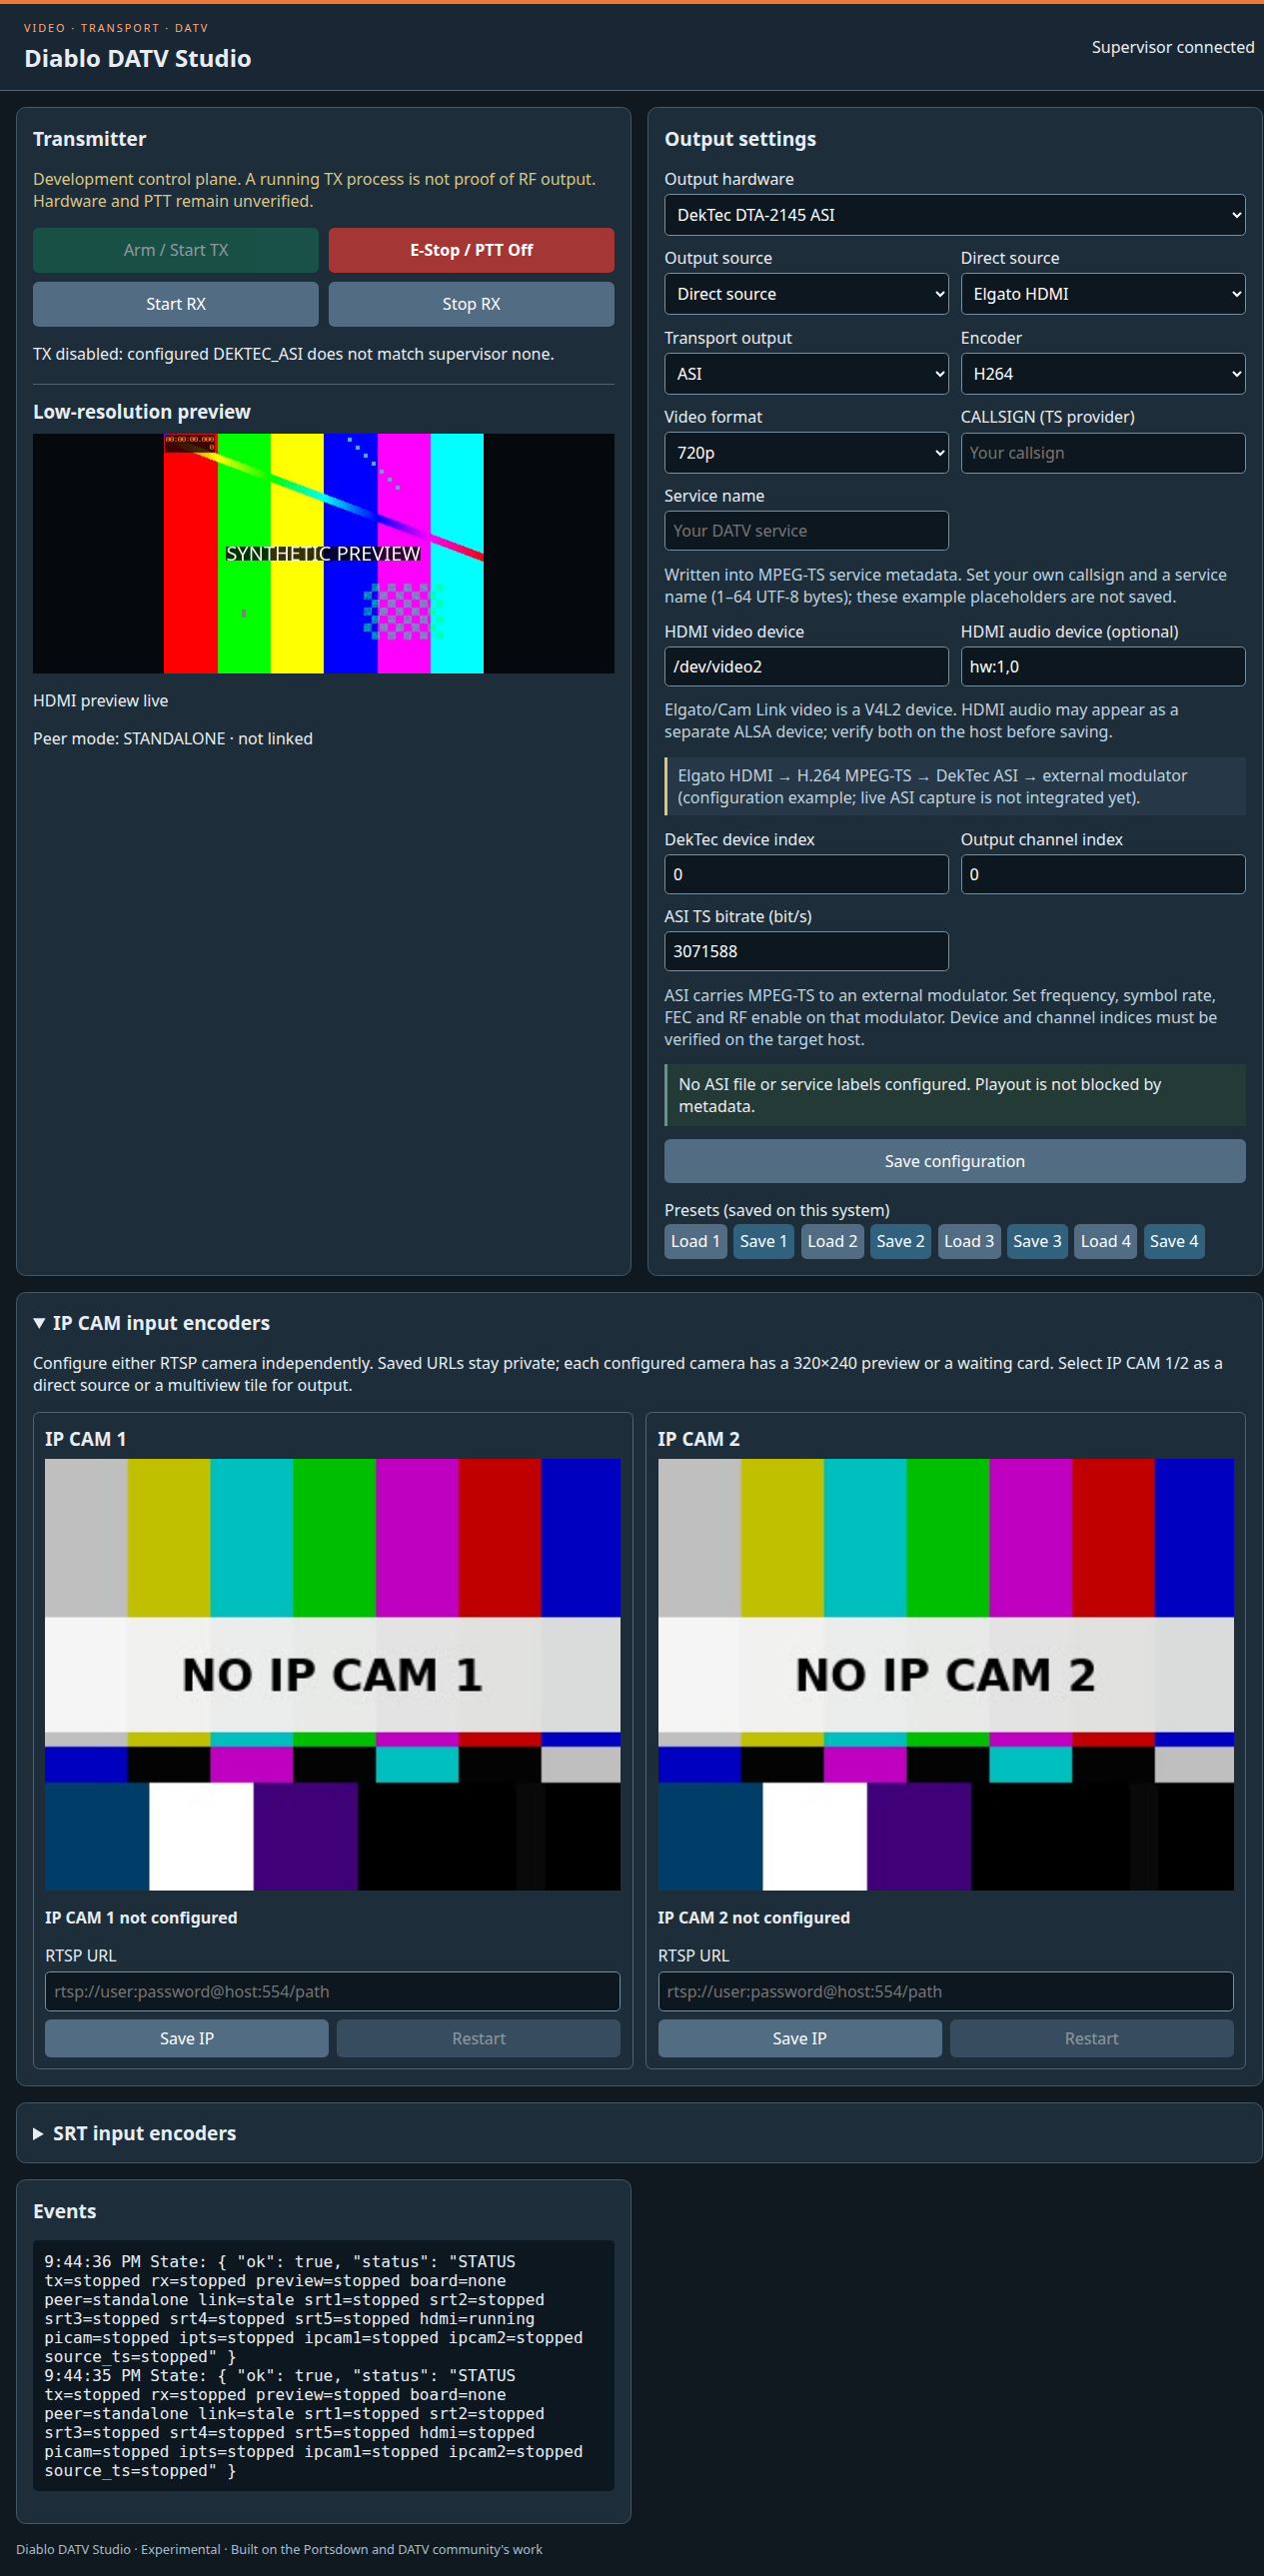 VIDEO · TRANSPORT · DATV
Diablo DATV Studio
Supervisor connected
Transmitter
Development control plane. A running TX process is not proof of RF output.
Hardware and PTT remain unverified.
Arm / Start TX
E-Stop / PTT Off
Start RX
Stop RX
TX disabled: configured DEKTEC_ASI does not match supervisor none.
Low-resolution preview
00:00:00.000
0
SYNTHETIC PREVIEW
HDMI preview live
Peer mode: STANDALONE · not linked
Output settings
Output hardware
DekTec DTA-2145 ASI
Output source
Direct source
Direct source
Elgato HDMI
Transport output
Encoder
ASI
H264
Video format
CALLSIGN (TS provider)
720p
Your callsign
Service name
Your DATV service
Written into MPEG-TS service metadata. Set your own callsign and a service
name (1–64 UTF-8 bytes); these example placeholders are not saved.
HDMI video device
HDMI audio device (optional)
/dev/video2
hw:1,0
Elgato/Cam Link video is a V4L2 device. HDMI audio may appear as a
separate ALSA device; verify both on the host before saving.
Elgato HDMI → H.264 MPEG-TS → DekTec ASI → external modulator
(configuration example; live ASI capture is not integrated yet).
DekTec device index
Output channel index
0
0
ASI TS bitrate (bit/s)
3071588
ASI carries MPEG-TS to an external modulator. Set frequency, symbol rate,
FEC and RF enable on that modulator. Device and channel indices must be
verified on the target host.
No ASI file or service labels configured. Playout is not blocked by
metadata.
Save configuration
Presets (saved on this system)
Load 1 Save 1 Load 2 Save 2 Load 3 Save 3 Load 4 Save 4
▼ IP CAM input encoders
Configure either RTSP camera independently. Saved URLs stay private; each configured camera has a 320×240 preview or a waiting card. Select IP CAM 1/2 as a
direct source or a multiview tile for output.
IP CAM 1
NO IP CAM 1
IP CAM 1 not configured
RTSP URL
rtsp://user:password@host:554/path
Save IP
Restart
IP CAM 2
NO IP CAM 2
IP CAM 2 not configured
RTSP URL
rtsp://user:password@host:554/path
Save IP
Restart
▶ SRT input encoders
Events
9:44:36 PM State: { "ok": true, "status": "STATUS
tx=stopped rx=stopped preview=stopped board=none
peer=standalone link=stale srt1=stopped srt2=stopped
srt3=stopped srt4=stopped srt5=stopped hdmi=running
picam=stopped ipts=stopped ipcam1=stopped ipcam2=stopped
source_ts=stopped" }
9:44:35 PM State: { "ok": true, "status": "STATUS
tx=stopped rx=stopped preview=stopped board=none
peer=standalone link=stale srt1=stopped srt2=stopped
srt3=stopped srt4=stopped srt5=stopped hdmi=stopped
picam=stopped ipts=stopped ipcam1=stopped ipcam2=stopped
source_ts=stopped" }
Diablo DATV Studio · Experimental · Built on the Portsdown and DATV community's work